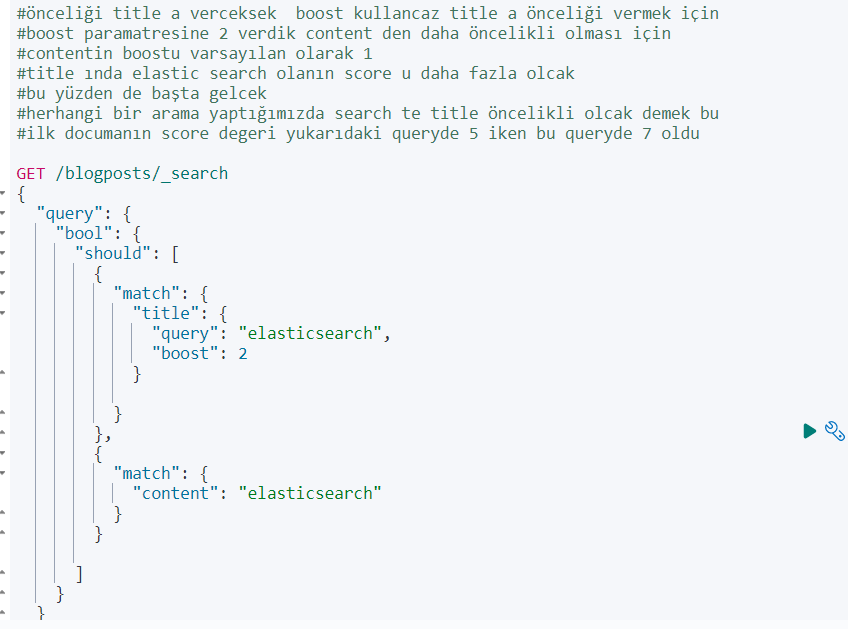 #önceliği title a verceksek  boost kullancaz title a önceliği vermek için
#boost paramatresine 2 verdik content den daha öncelikli olması için
#contentin boostu varsayılan olarak 1
#title ında elastic search olanın score u daha fazla olcak
#bu yüzden de başta gelcek
#herhangi bir arama yaptığımızda search te title öncelikli olcak demek bu
#ilk documanın score degeri yukarıdaki queryde 5 iken bu queryde 7 oldu
GET /blogposts/_search
{
  "query": {
    "bool": {
      "should": [
        {
          "match": {
            "title": {
              "query": "elasticsearch",
              "boost": 2
            }
          }
        },
        {
          "match": {
            "content": "elasticsearch"
          }
        }
      ]
    }
  }